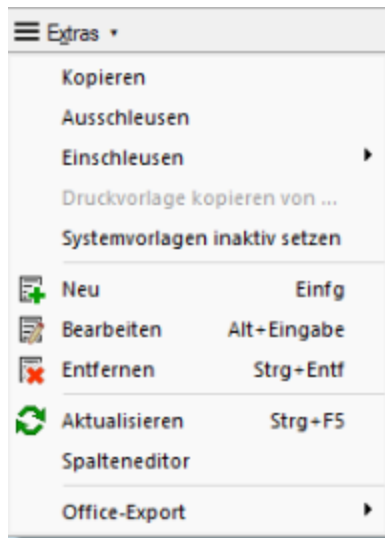 Extras
Kopieren
Ausschleusen
Einschleusen
Druckvorlage kopieren von ...
Systemvorlagen inaktiv setzen
Neu Einfg
Bearbeiten Alt+Eingabe
Entfernen Strg+Entf
Aktualisieren Strg+F5
Spalteneditor
Office-Export